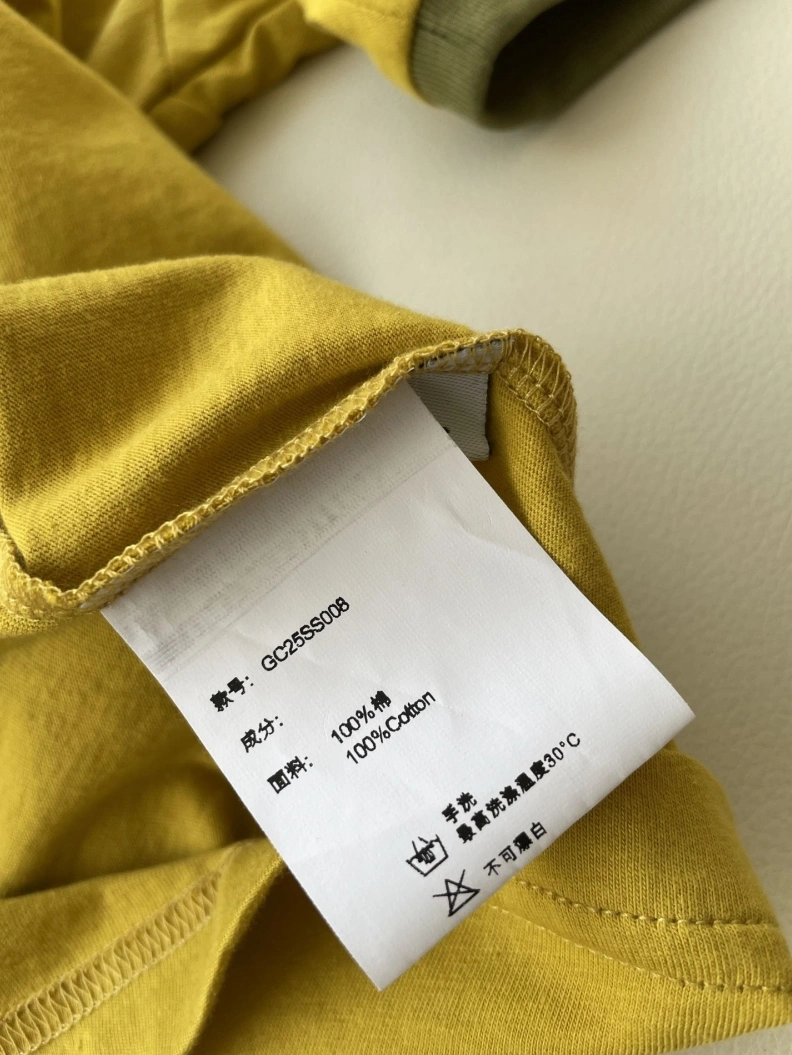 款号: GC25SS008
成分:
面料: 100%棉
100%Cotton
手洗
最高洗涤温度30°C
不可漂白